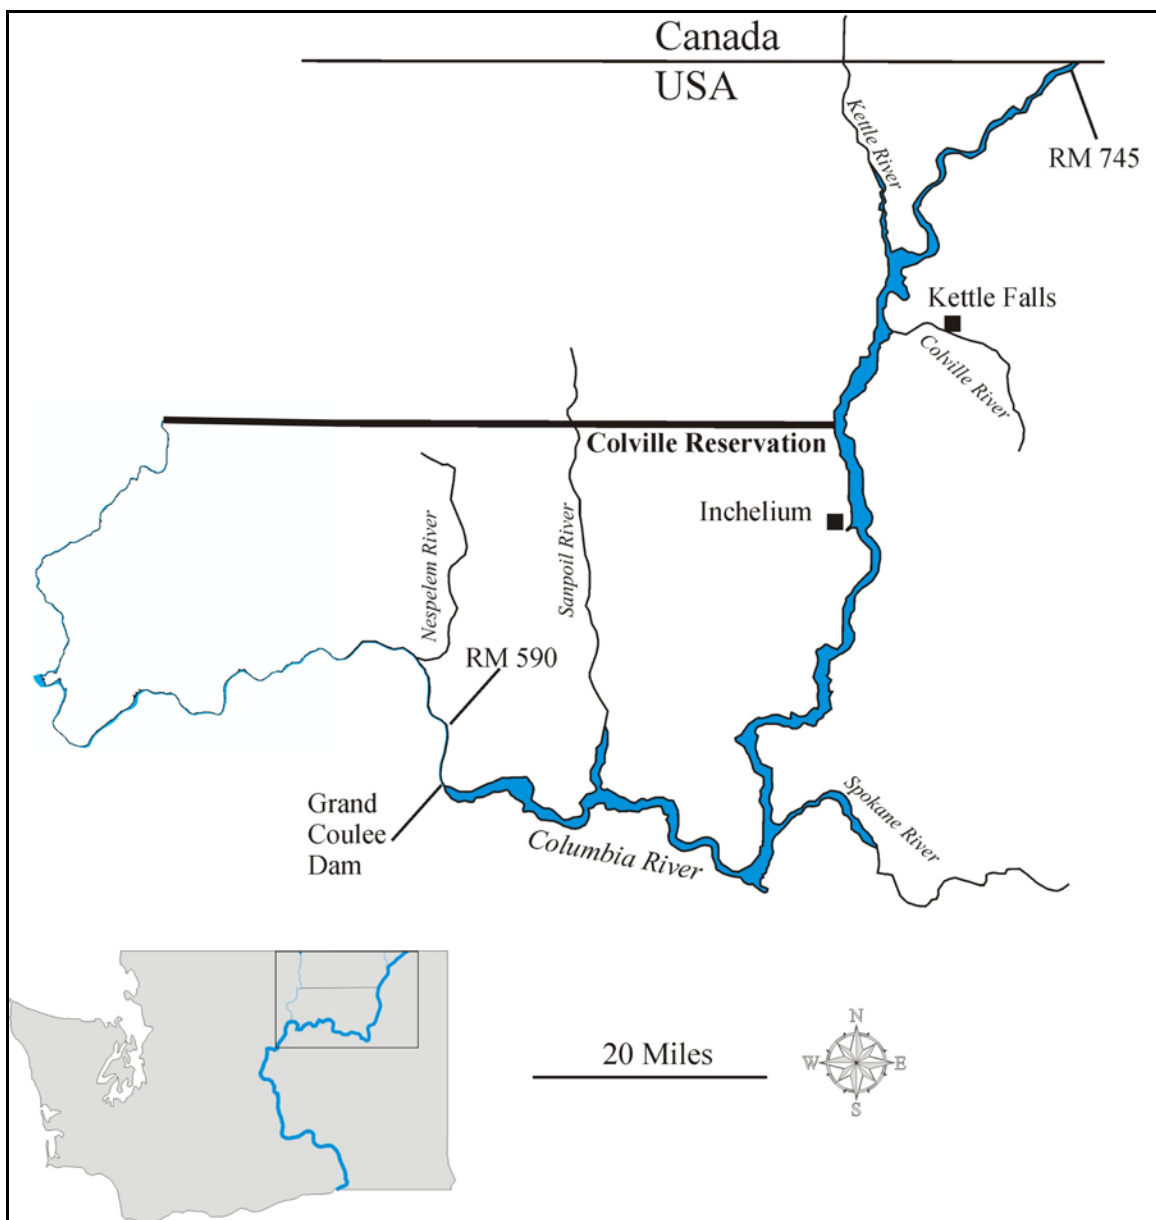 Canada
USA
Kettle River
RM 745
Kettle Falls
Colville River
Colville Reservation
Inchelium
Nespelem River
Sanpoil River
RM 590
Grand
Coulee
Dam
Columbia River
Spokane River
20 Miles
N
W
E
S